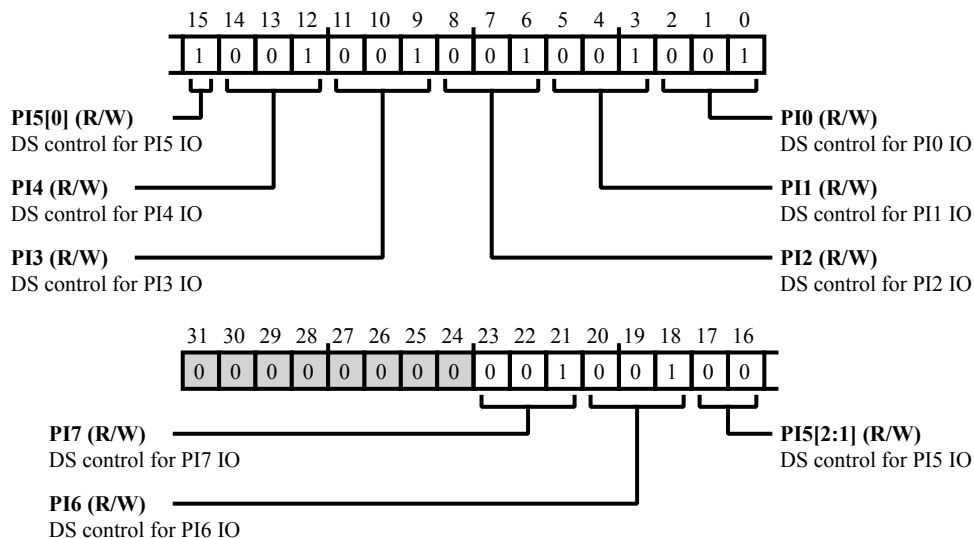 15 14 13 12 11 10 9 8 7 6 5 4 3 2 1 0
1 0 0 1 0 0 1 0 0 1 0 0 1 0 0 1
PI5[0] (R/W)
DS control for PI5 IO
PI4 (R/W)
DS control for PI4 IO
PI3 (R/W)
DS control for PI3 IO
PI0 (R/W)
DS control for PI0 IO
PI1 (R/W)
DS control for PI1 IO
PI2 (R/W)
DS control for PI2 IO
31 30 29 28 27 26 25 24 23 22 21 20 19 18 17 16
0 0 0 0 0 0 0 0 0 0 1 0 0 1 0 0
PI7 (R/W)
DS control for PI7 IO
PI6 (R/W)
DS control for PI6 IO
PI5[2:1] (R/W)
DS control for PI5 IO